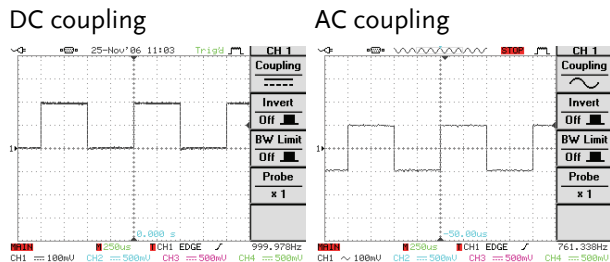 DC coupling
AC coupling
25-Nov'06 11:03 Trig'd CH 1
Coupling
Invert
Off
BW Limit
Off
Probe
x 1
1
0.000 s
MAIN M 250us T CH1 EDGE 999.978Hz
CH1 100mV CH2 500mV CH3 500mV CH4 500mV
STOP CH 1
Coupling
Invert
Off
BW Limit
Off
Probe
x 1
1
-50.00us
MAIN M 250us T CH1 EDGE 761.338Hz
CH1 100mV CH2 500mV CH3 500mV CH4 500mV